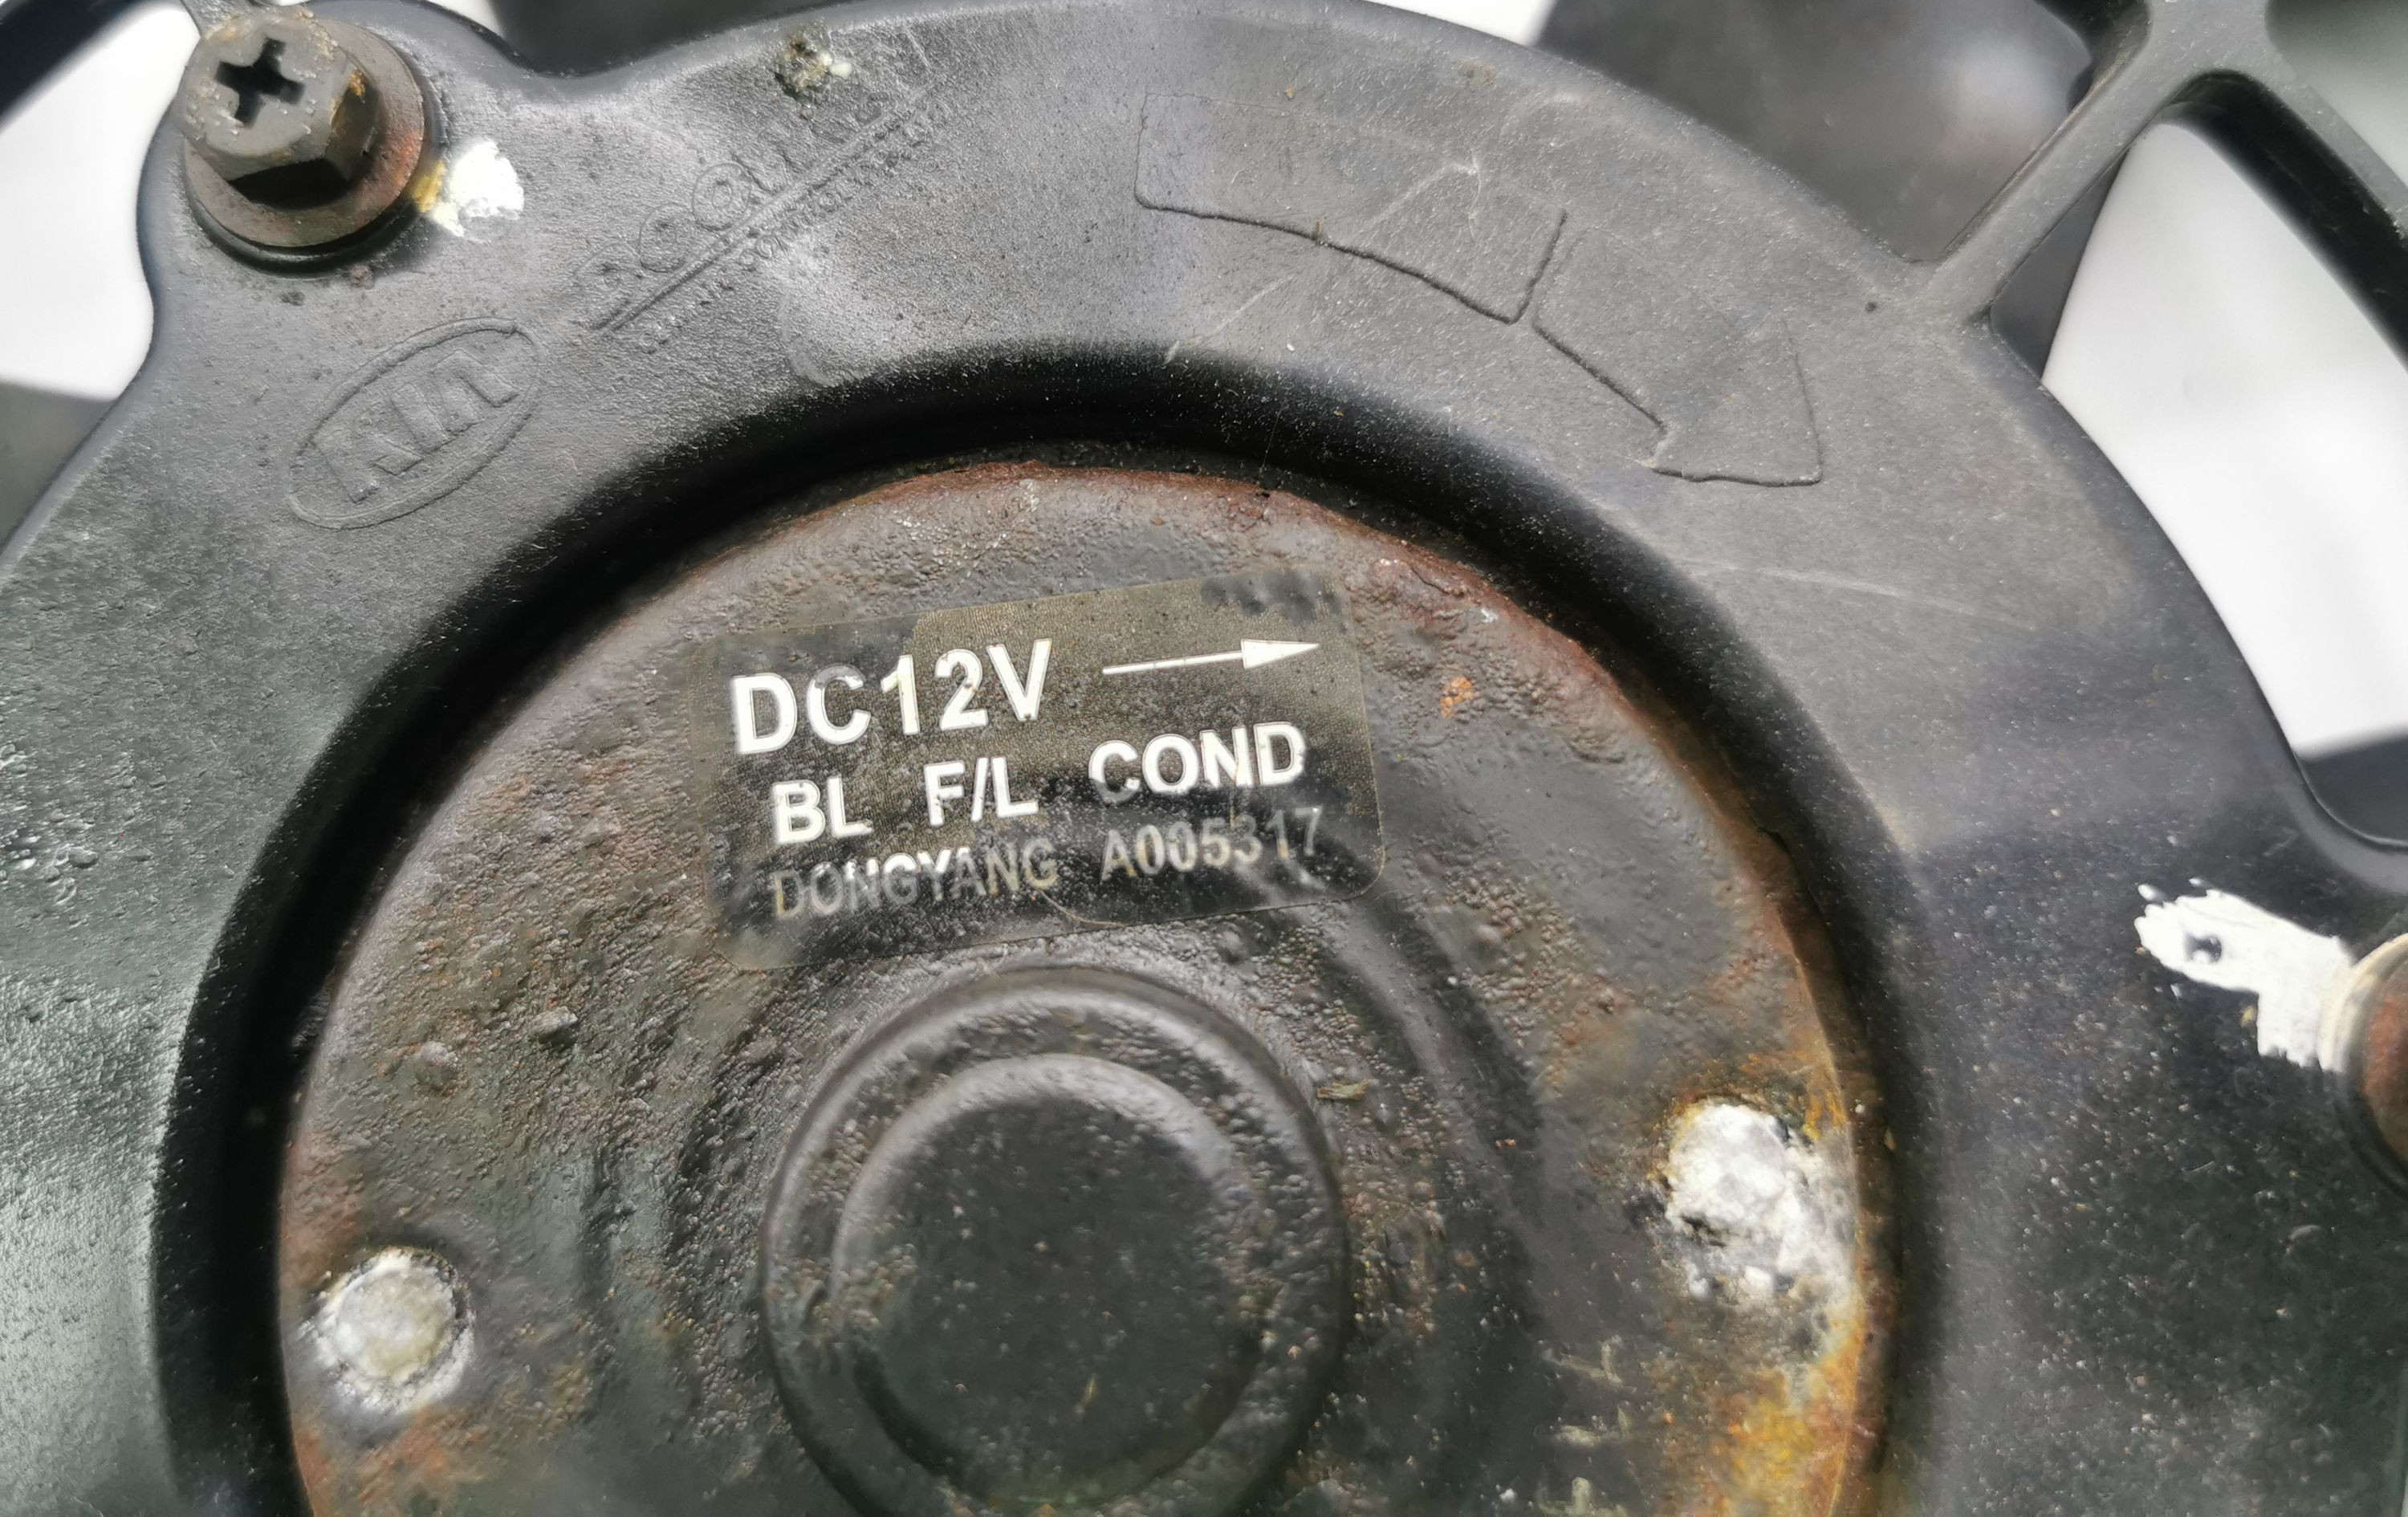 KIA
DC12V
BL F/L COND
DONGYANG A005317